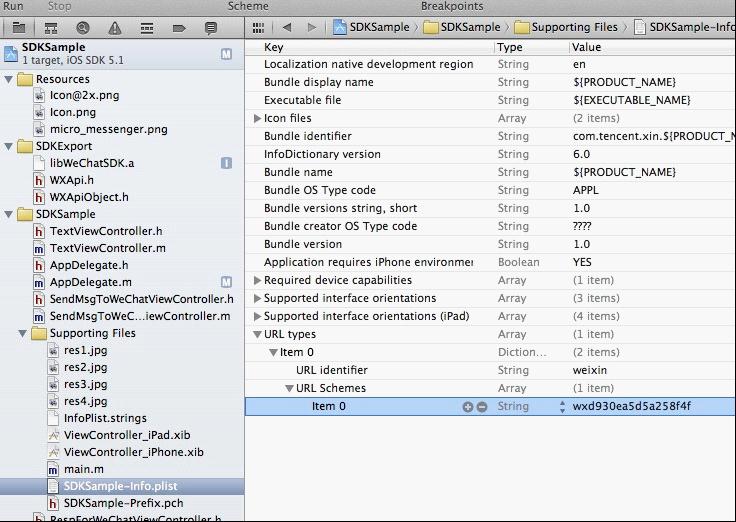 Run Stop Scheme Breakpoints
SDKSample SDKSample Supporting Files SDKSample-Info
SDKSample M
1 target, iOS SDK 5.1
Resources
Icon@2x.png
Icon.png
micro_messenger.png
SDKExport
libWeChatSDK.a
WXApi.h
WXApiObject.h
SDKSample
TextViewController.h
TextViewController.m
AppDelegate.h
AppDelegate.m M
SendMsgToWeChatViewController.h
SendMsgToWeC...iewController.m
Supporting Files
res1.jpg
res2.jpg
res3.jpg
res4.jpg
InfoPlist.strings
ViewController_iPad.xib
ViewController_iPhone.xib
main.m
SDKSample-Info.plist
SDKSample-Prefix.pch
RespForWeChatViewController.h
Key Type Value
Localization native development region String en
Bundle display name String ${PRODUCT_NAME}
Executable file String ${EXECUTABLE_NAME}
Icon files Array (2 items)
Bundle identifier String com.tencent.xin.${PRODUCT_N
InfoDictionary version String 6.0
Bundle name String ${PRODUCT_NAME}
Bundle OS Type code String APPL
Bundle versions string, short String 1.0
Bundle creator OS Type code String ????
Bundle version String 1.0
Application requires iPhone environmer Boolean YES
Required device capabilities Array (1 item)
Supported interface orientations Array (3 items)
Supported interface orientations (iPad) Array (4 items)
URL types Array (1 item)
Item 0 Diction... (2 items)
URL identifier String weixin
URL Schemes Array (1 item)
Item 0 String wxd930ea5d5a258f4f